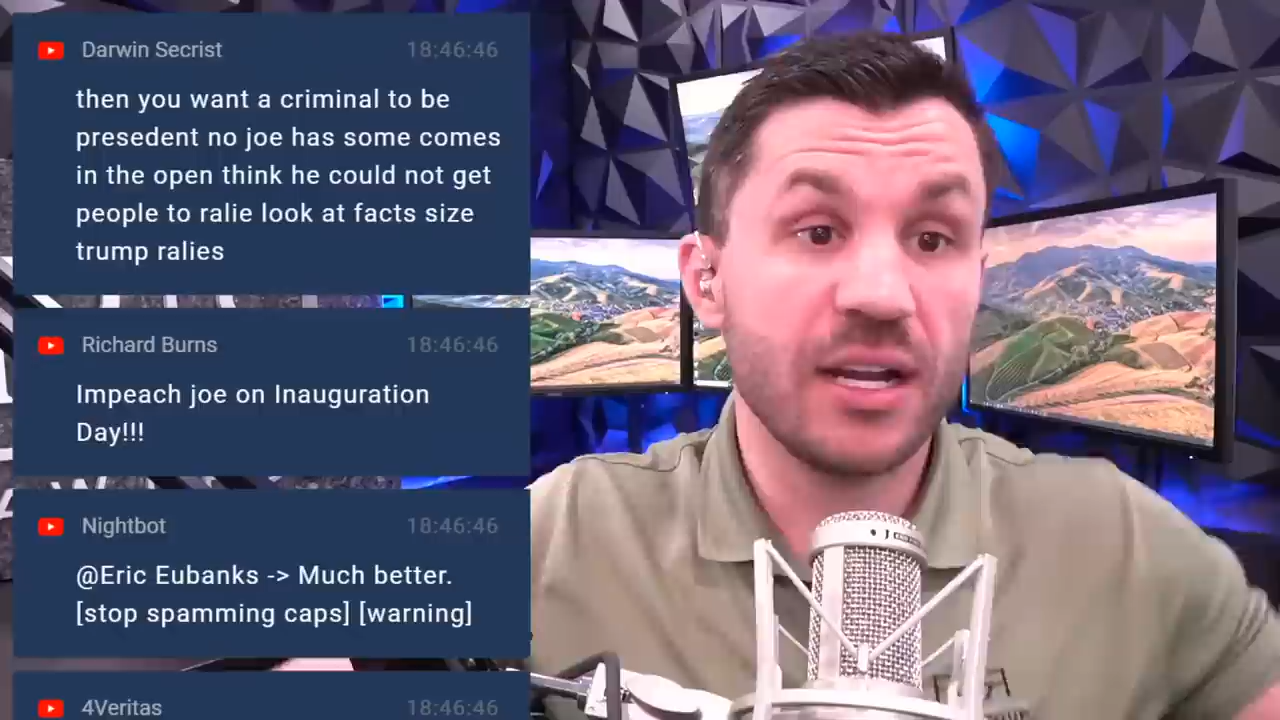 Darwin Secrist 18:46:46
then you want a criminal to be
presedent no joe has some comes
in the open think he could not get
people to ralie look at facts size
trump ralies
Richard Burns 18:46:46
Impeach joe on Inauguration
Day!!!
Nightbot 18:46:46
@Eric Eubanks -> Much better.
[stop spamming caps] [warning]
4Veritas 18:46:46